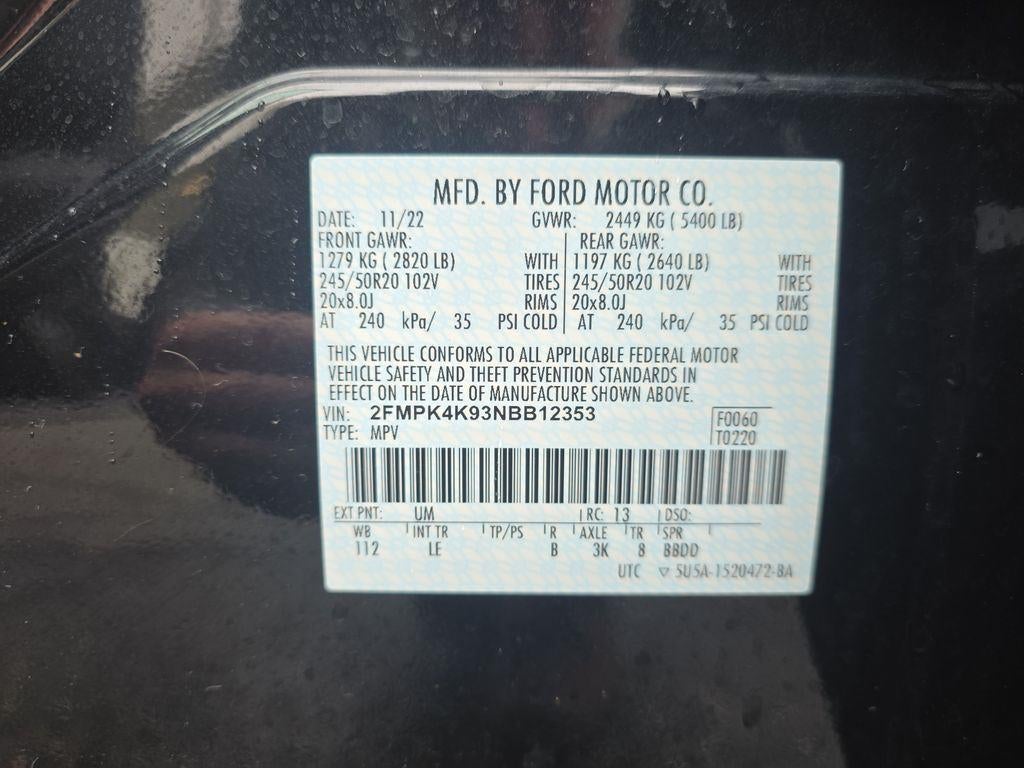 MFD. BY FORD MOTOR CO.
DATE: 11/22 GVWR: 2449 KG ( 5400 LB)
FRONT GAWR: REAR GAWR:
1279 KG ( 2820 LB) WITH 1197 KG ( 2640 LB) WITH
245/50R20 102V TIRES 245/50R20 102V TIRES
20x8.0J RIMS 20x8.0J RIMS
AT 240 kPa/ 35 PSI COLD AT 240 kPa/ 35 PSI COLD
THIS VEHICLE CONFORMS TO ALL APPLICABLE FEDERAL MOTOR
VEHICLE SAFETY AND THEFT PREVENTION STANDARDS IN
EFFECT ON THE DATE OF MANUFACTURE SHOWN ABOVE.
VIN: 2FMPK4K93NBB12353 F0060
TYPE: MPV T0220
EXT PNT: UM RC: 13 DSO:
WB INT TR TP/PS R AXLE TR SPR
112 LE B 3K 8 BBDD
UTC ▽ 5U5A-1520472-BA